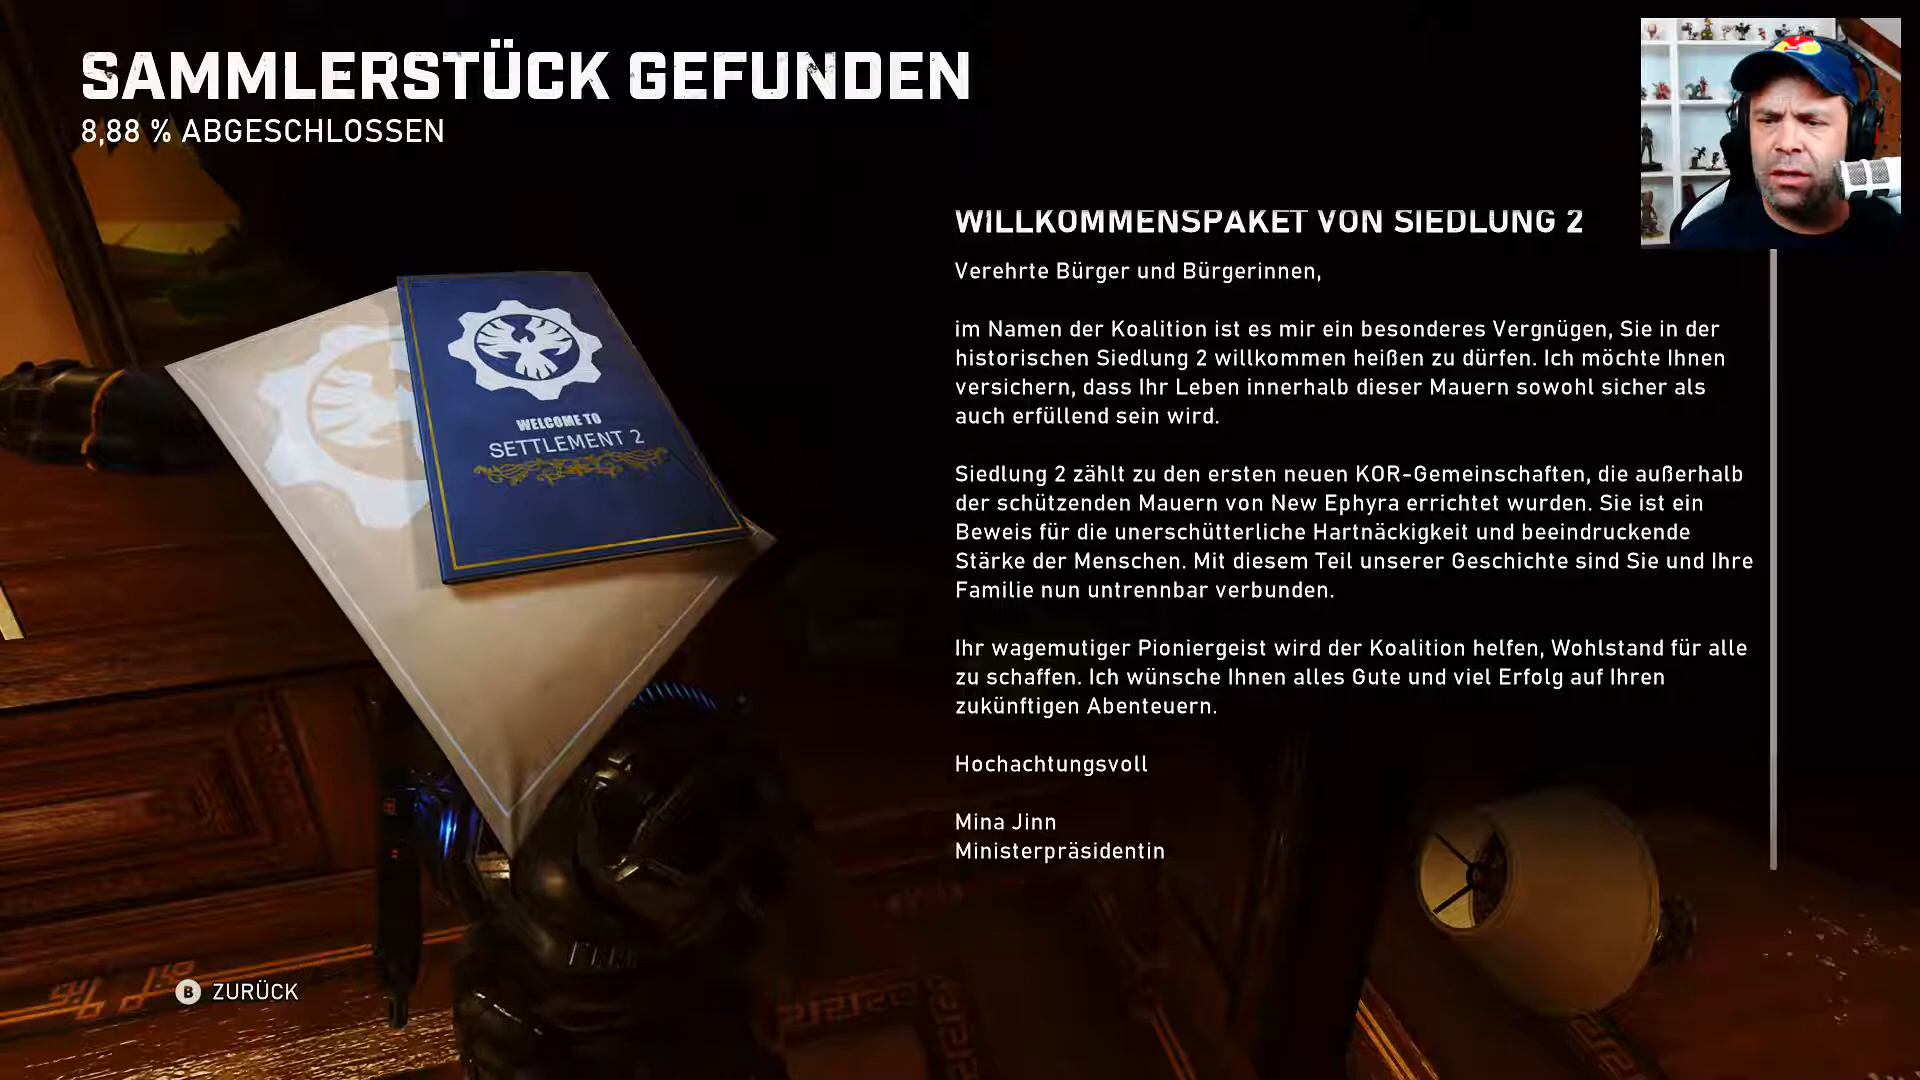 SAMMLERSTÜCK GEFUNDEN
8,88 % ABGESCHLOSSEN
WILLKOMMENSPAKET VON SIEDLUNG 2
Verehrte Bürger und Bürgerinnen,
im Namen der Koalition ist es mir ein besonderes Vergnügen, Sie in der
historischen Siedlung 2 willkommen heißen zu dürfen. Ich möchte Ihnen
versichern, dass Ihr Leben innerhalb dieser Mauern sowohl sicher als
auch erfüllend sein wird.
Siedlung 2 zählt zu den ersten neuen KOR-Gemeinschaften, die außerhalb
der schützenden Mauern von New Ephyra errichtet wurden. Sie ist ein
Beweis für die unerschütterliche Hartnäckigkeit und beeindruckende
Stärke der Menschen. Mit diesem Teil unserer Geschichte sind Sie und Ihre
Familie nun untrennbar verbunden.
Ihr wagemutiger Pioniergeist wird der Koalition helfen, Wohlstand für alle
zu schaffen. Ich wünsche Ihnen alles Gute und viel Erfolg auf Ihren
zukünftigen Abenteuern.
Hochachtungsvoll
Mina Jinn
Ministerpräsidentin
WELCOME TO
SETTLEMENT 2
B ZURÜCK